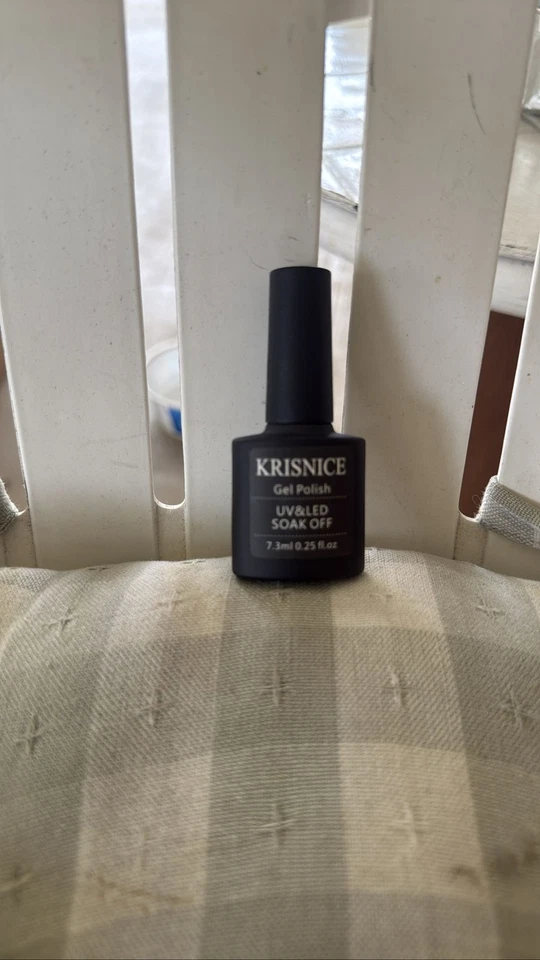 KRISNICE
Gel Polish
UV&LED
SOAK OFF
7.3ml 0.25 fl.oz